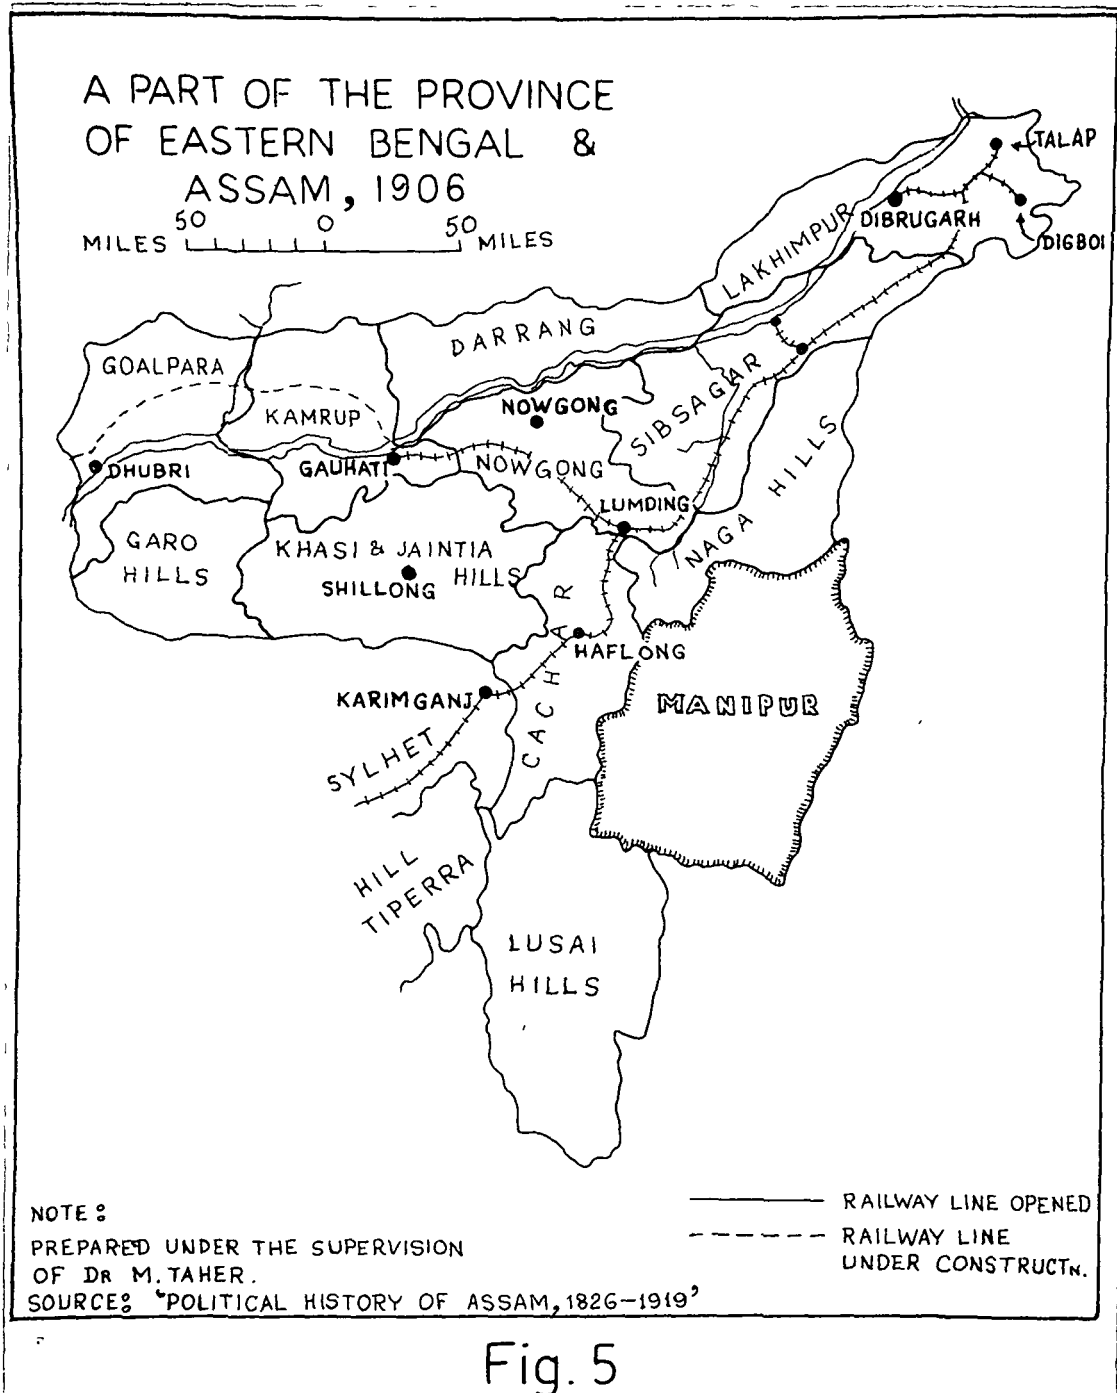 A PART OF THE PROVINCE
OF EASTERN BENGAL &
ASSAM, 1906
50 0 50
MILES MILES
TALAP
DIBRUGARH
DIGBOI
LAKHIMPUR
DARRANG
GOALPARA
KAMRUP
NOWGONG
SIBSAGAR
DHUBRI
GAUHATI
NOWGONG
LUMDING
NAGA HILLS
GARO
HILLS
KHASI & JAINTIA
HILLS
SHILLONG
CACHAR
HAFLONG
KARIMGANJ
MANIPUR
SYLHET
HILL
TIPERRA
LUSAI
HILLS
NOTE:
PREPARED UNDER THE SUPERVISION
OF DR M. TAHER.
SOURCE: 'POLITICAL HISTORY OF ASSAM, 1826-1919'
RAILWAY LINE OPENED
RAILWAY LINE
UNDER CONSTRUCTN.
Fig. 5